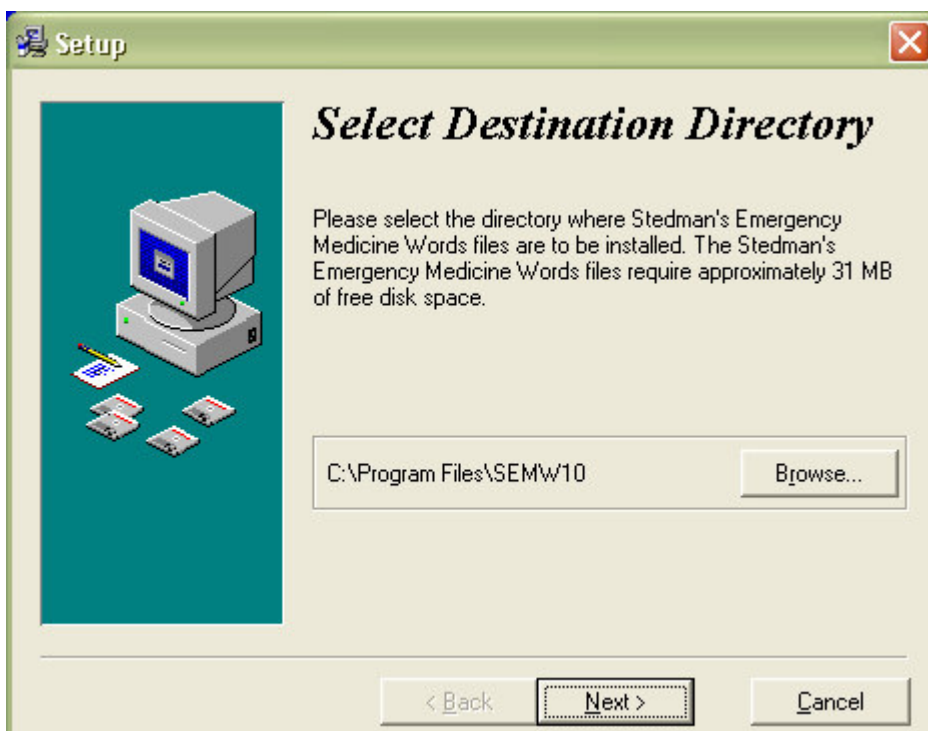 Setup
Select Destination Directory
Please select the directory where Stedman's Emergency
Medicine Words files are to be installed. The Stedman's
Emergency Medicine Words files require approximately 31 MB
of free disk space.
C:\Program Files\SEMW10
Browse...
< Back
Next >
Cancel